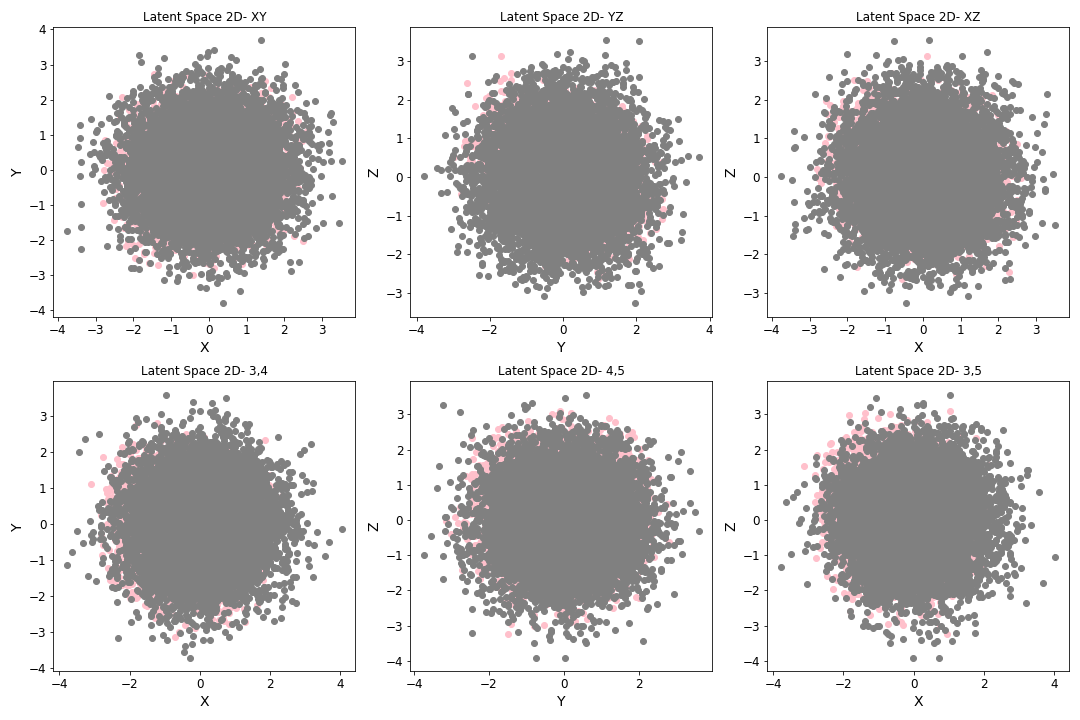 Latent Space 2D- XY
Y
4
3
2
1
0
−1
−2
−3
−4
−4 −3 −2 −1 0 1 2 3
X
Latent Space 2D- YZ
Z
3
2
1
0
−1
−2
−3
−4 −2 0 2 4
Y
Latent Space 2D- XZ
Z
3
2
1
0
−1
−2
−3
−4 −3 −2 −1 0 1 2 3
X
Latent Space 2D- 3,4
Y
3
2
1
0
−1
−2
−3
−4
−4 −2 0 2 4
X
Latent Space 2D- 4,5
Z
3
2
1
0
−1
−2
−3
−4
−4 −2 0 2
Y
Latent Space 2D- 3,5
Z
3
2
1
0
−1
−2
−3
−4
−4 −2 0 2 4
X